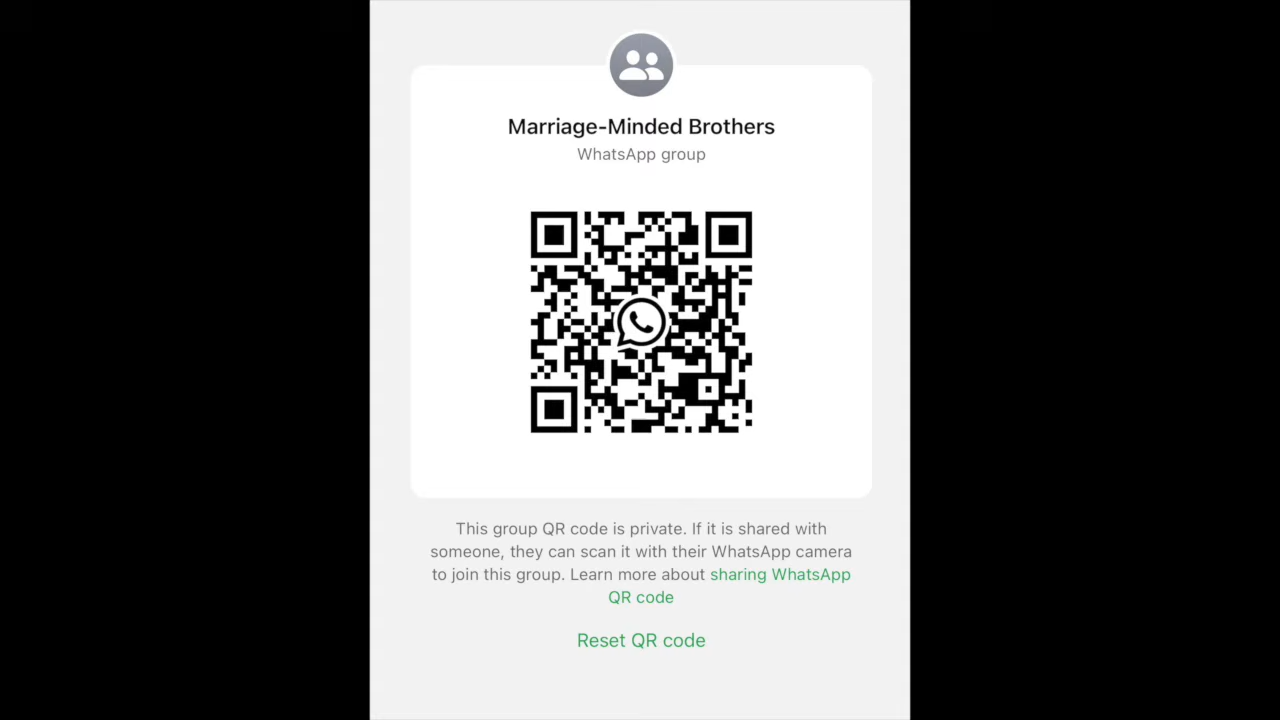 Marriage-Minded Brothers
WhatsApp group
This group QR code is private. If it is shared with
someone, they can scan it with their WhatsApp camera
to join this group. Learn more about sharing WhatsApp
QR code
Reset QR code